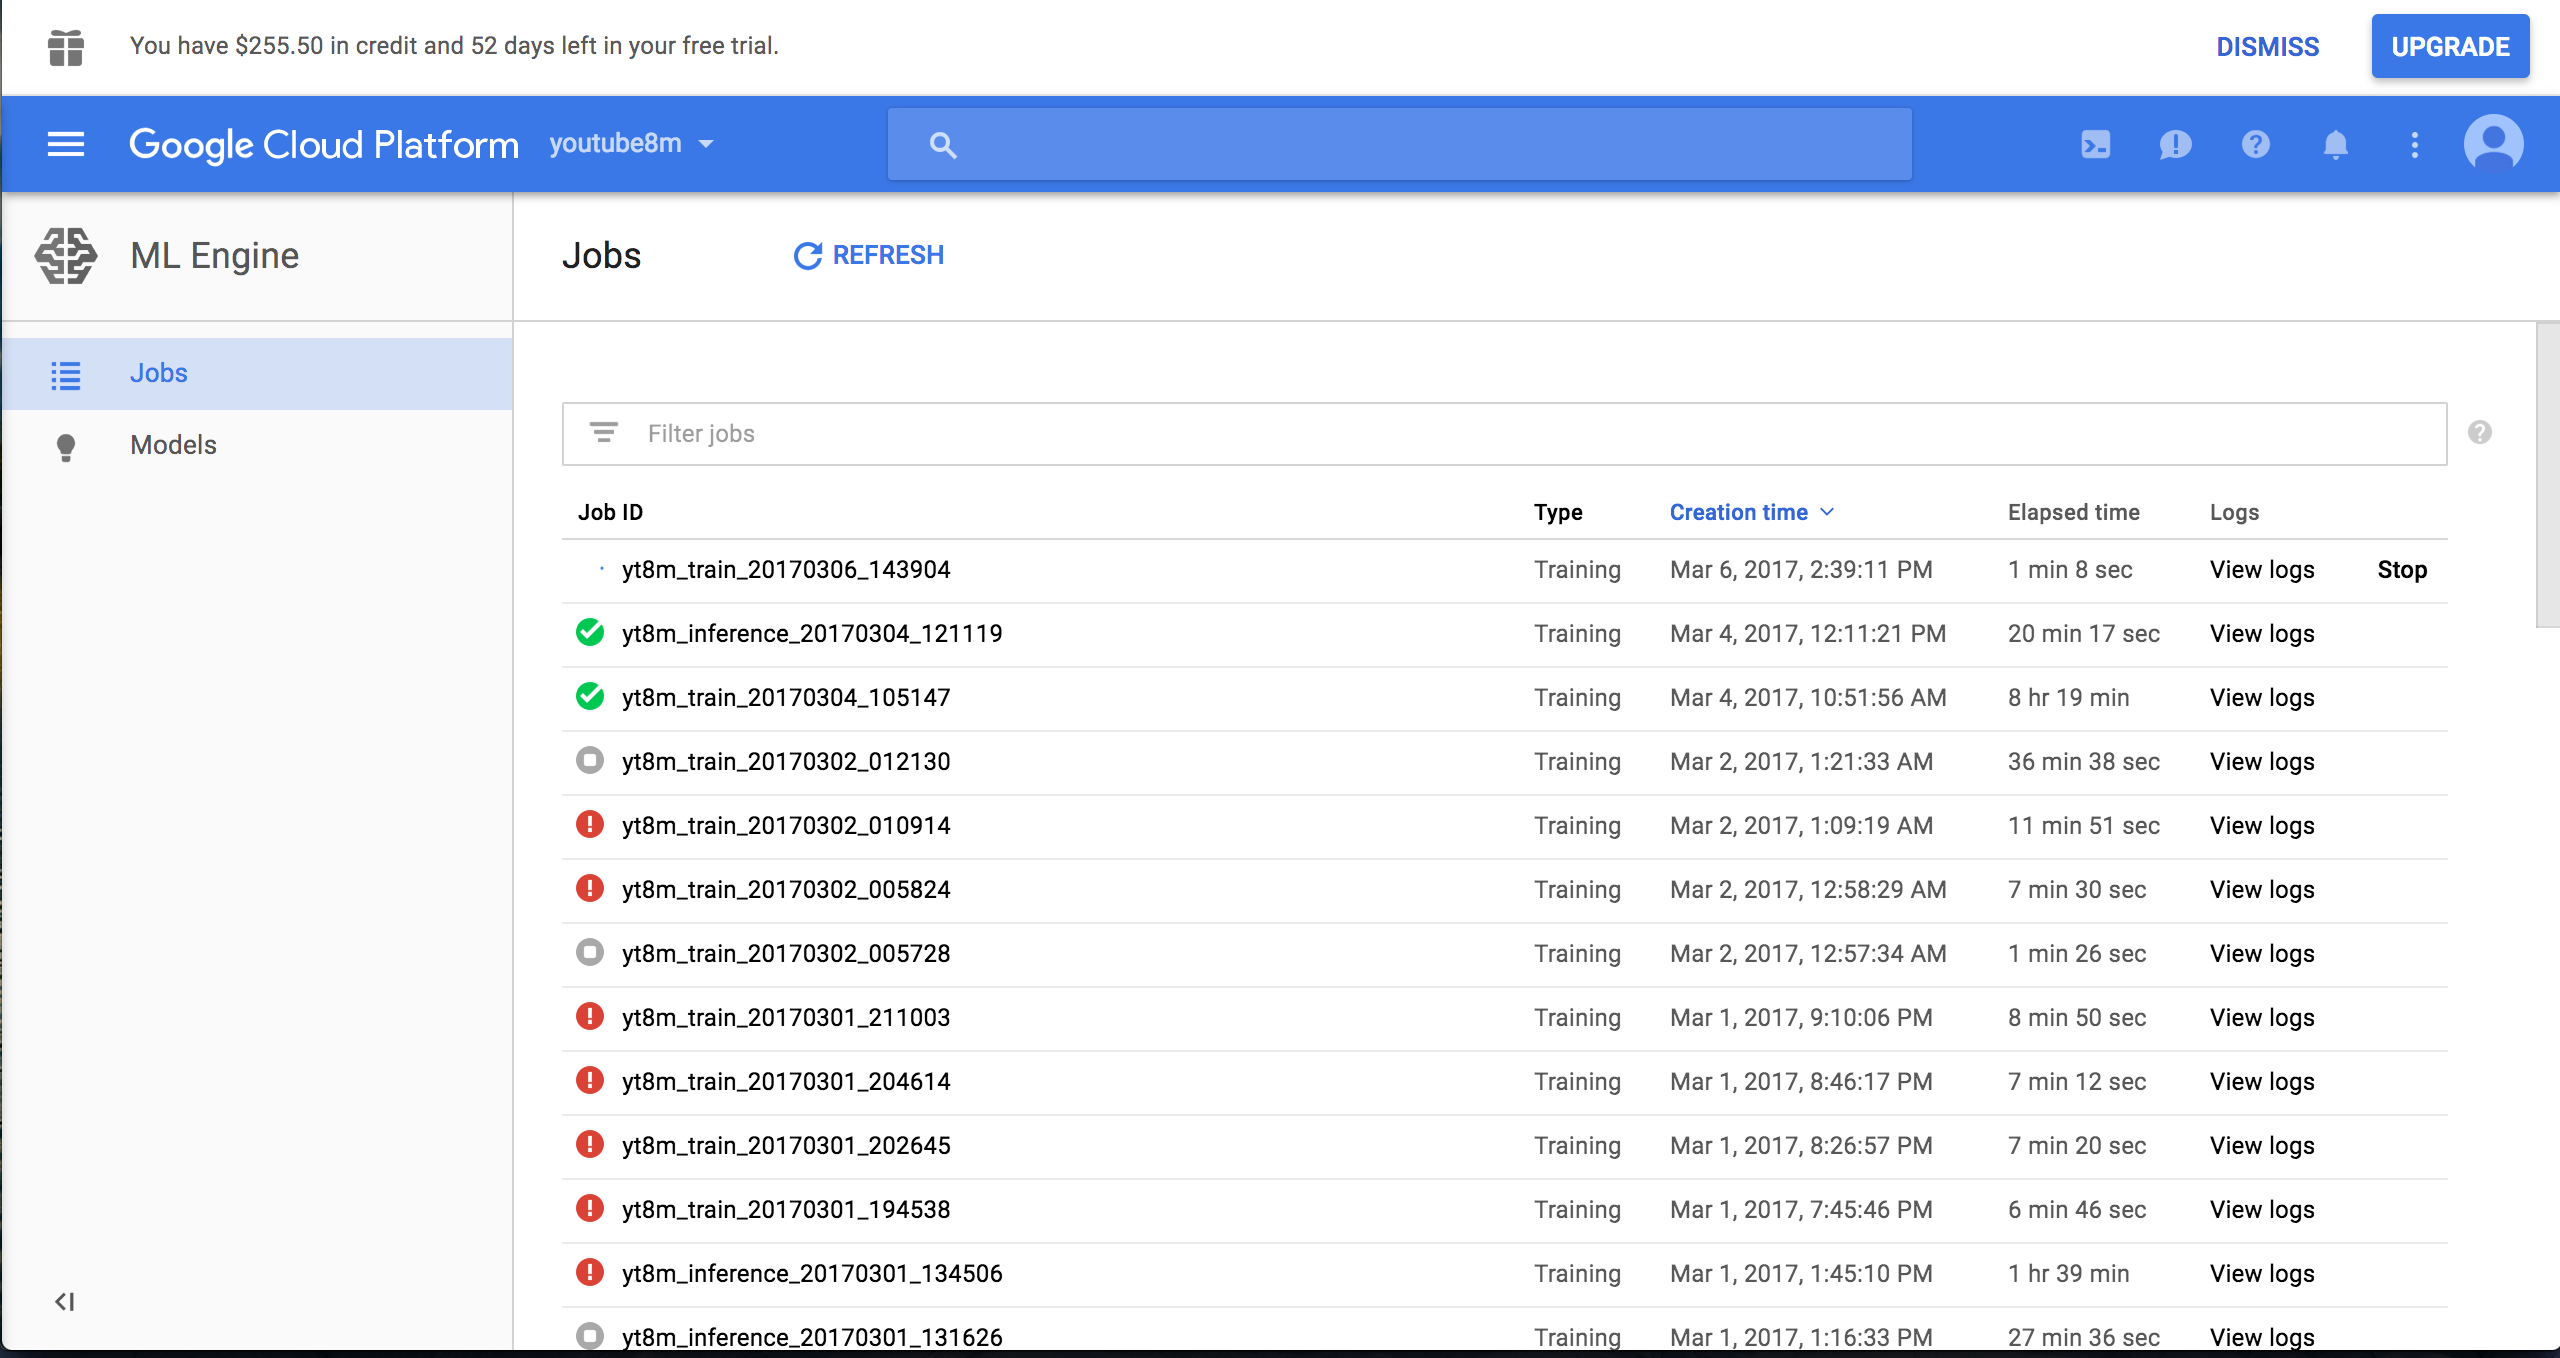 You have $255.50 in credit and 52 days left in your free trial. DISMISS UPGRADE
Google Cloud Platform youtube8m
ML Engine Jobs REFRESH
Jobs
Models
Filter jobs
Job ID Type Creation time Elapsed time Logs
yt8m_train_20170306_143904 Training Mar 6, 2017, 2:39:11 PM 1 min 8 sec View logs Stop
yt8m_inference_20170304_121119 Training Mar 4, 2017, 12:11:21 PM 20 min 17 sec View logs
yt8m_train_20170304_105147 Training Mar 4, 2017, 10:51:56 AM 8 hr 19 min View logs
yt8m_train_20170302_012130 Training Mar 2, 2017, 1:21:33 AM 36 min 38 sec View logs
yt8m_train_20170302_010914 Training Mar 2, 2017, 1:09:19 AM 11 min 51 sec View logs
yt8m_train_20170302_005824 Training Mar 2, 2017, 12:58:29 AM 7 min 30 sec View logs
yt8m_train_20170302_005728 Training Mar 2, 2017, 12:57:34 AM 1 min 26 sec View logs
yt8m_train_20170301_211003 Training Mar 1, 2017, 9:10:06 PM 8 min 50 sec View logs
yt8m_train_20170301_204614 Training Mar 1, 2017, 8:46:17 PM 7 min 12 sec View logs
yt8m_train_20170301_202645 Training Mar 1, 2017, 8:26:57 PM 7 min 20 sec View logs
yt8m_train_20170301_194538 Training Mar 1, 2017, 7:45:46 PM 6 min 46 sec View logs
yt8m_inference_20170301_134506 Training Mar 1, 2017, 1:45:10 PM 1 hr 39 min View logs
yt8m_inference_20170301_131626 Training Mar 1, 2017, 1:16:33 PM 27 min 36 sec View logs